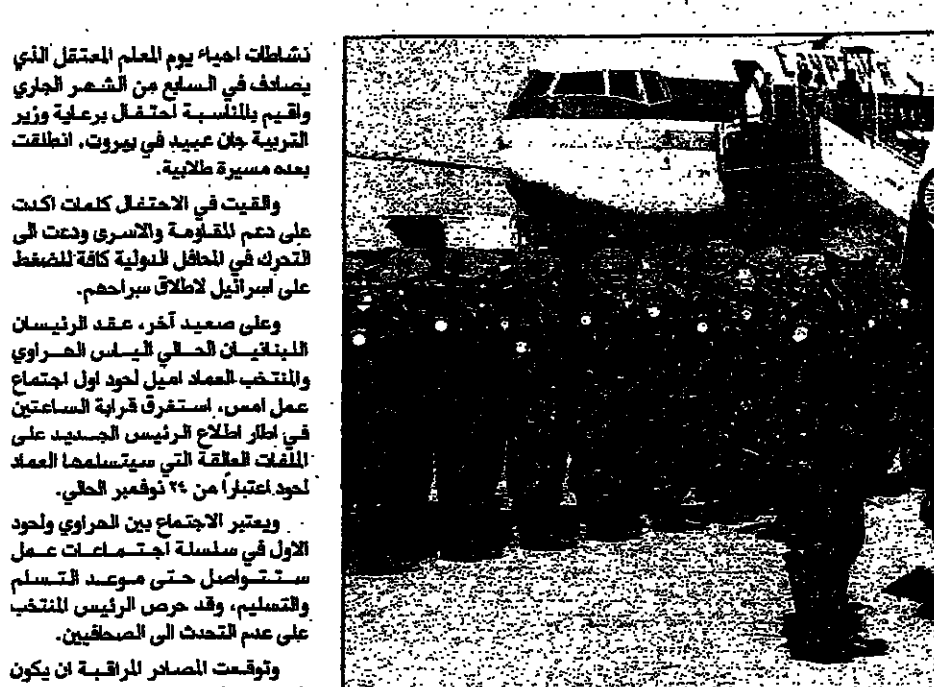 نشاطات احياء يوم المعلم المعتقل الذي
يصادف في السابع من الشهر الجاري
واقيم بالمناسبة احتفال برعاية وزير
التربية جان عبيد في بيروت، انطلقت
بعده مسيرة طلابية.
والقيت في الاحتفال كلمات اكدت
على دعم المقاومة والاسرى ودعت الى
التحرك في المحافل الدولية كافة للضغط
على اسرائيل لاطلاق سراحهم.
وعلى صعيد آخر، عقد الرئيسان
اللبنانيان الحالي الياس الهراوي
والمنتخب العماد اميل لحود اول اجتماع
عمل امس، استغرق قرابة الساعتين
في اطار اطلاع الرئيس الجديد على
الملفات العالقة التي سيتسلمها العماد
لحود اعتباراً من ٢٤ نوفمبر الحالي.
ويعتبر الاجتماع بين الهراوي ولحود
الاول في سلسلة اجتماعات عمل
ستتواصل حتى موعد التسلم
والتسليم، وقد حرص الرئيس المنتخب
على عدم التحدث الى الصحافيين.
وتوقعت المصادر المراقبة ان يكون